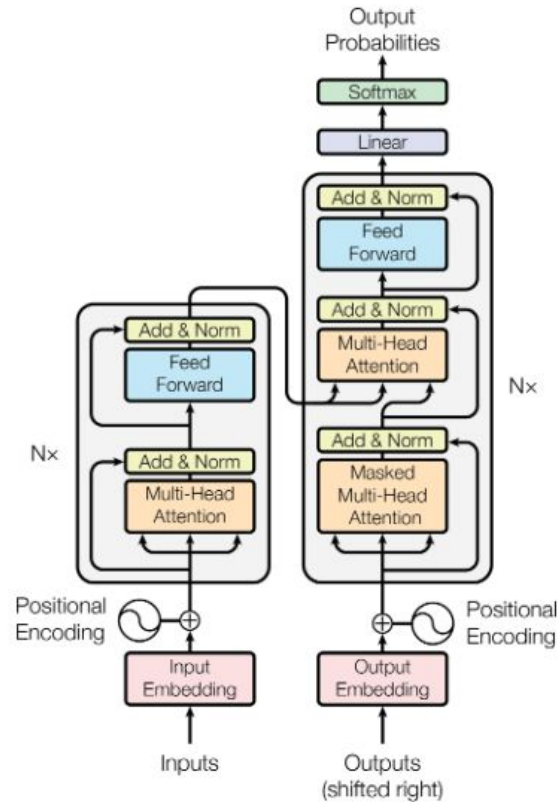 Output
Probabilities
Softmax
Linear
Add & Norm
Feed
Forward
Add & Norm
Multi-Head
Attention
Add & Norm
Masked
Multi-Head
Attention
N×
Add & Norm
Feed
Forward
Add & Norm
Multi-Head
Attention
N×
Positional
Encoding
Positional
Encoding
Input
Embedding
Output
Embedding
Inputs
Outputs
(shifted right)